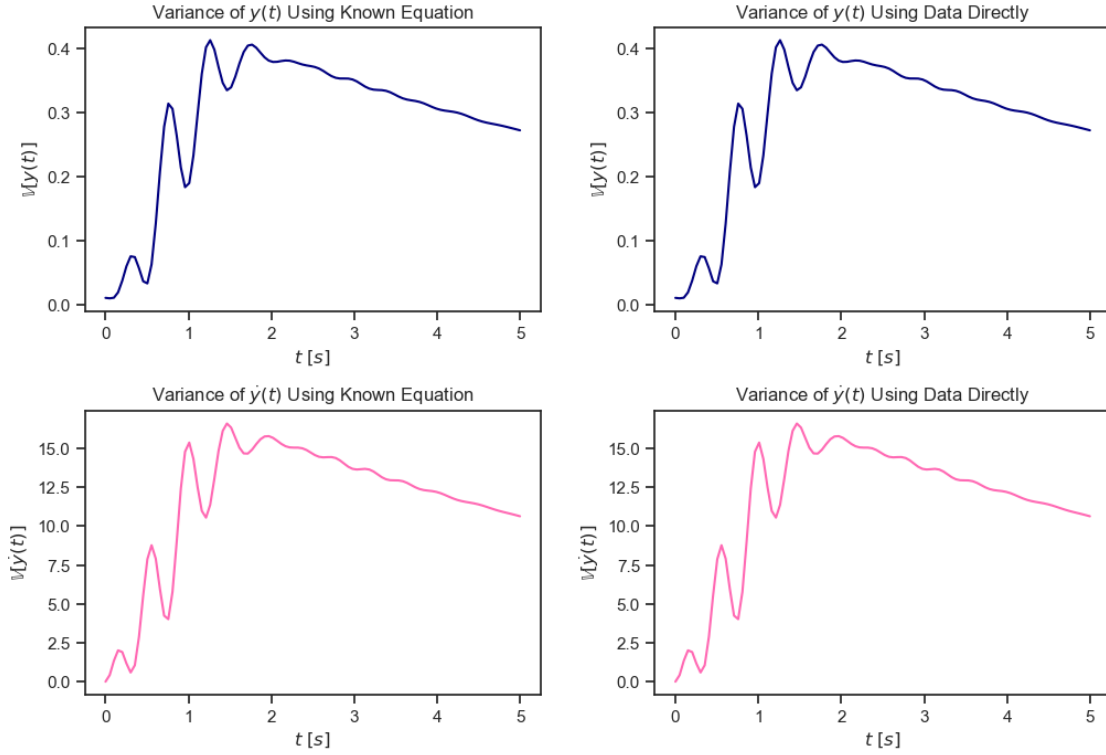 Variance of y(t) Using Known Equation
0.4
0.3
0.2
0.1
0.0
𝕍[y(t)]
0 1 2 3 4 5
t [s]
Variance of y(t) Using Data Directly
0.4
0.3
0.2
0.1
0.0
𝕍[y(t)]
0 1 2 3 4 5
t [s]
Variance of ẏ(t) Using Known Equation
15.0
12.5
10.0
7.5
5.0
2.5
0.0
𝕍[ẏ(t)]
0 1 2 3 4 5
t [s]
Variance of ẏ(t) Using Data Directly
15.0
12.5
10.0
7.5
5.0
2.5
0.0
𝕍[ẏ(t)]
0 1 2 3 4 5
t [s]